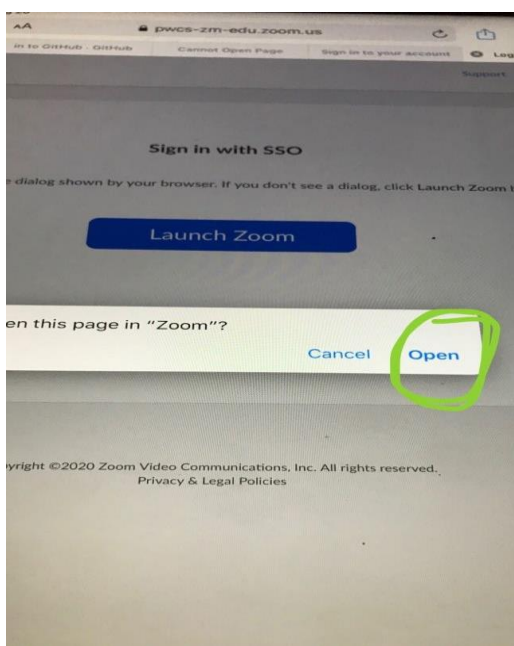 AA pwcs-zm-edu.zoom.us
in to GitHub · GitHub Cannot Open Page Sign in to your account Log
Support
Sign in with SSO
e dialog shown by your browser. If you don't see a dialog, click Launch Zoom
Launch Zoom
en this page in "Zoom"?
Cancel Open
yright ©2020 Zoom Video Communications, Inc. All rights reserved.
Privacy & Legal Policies